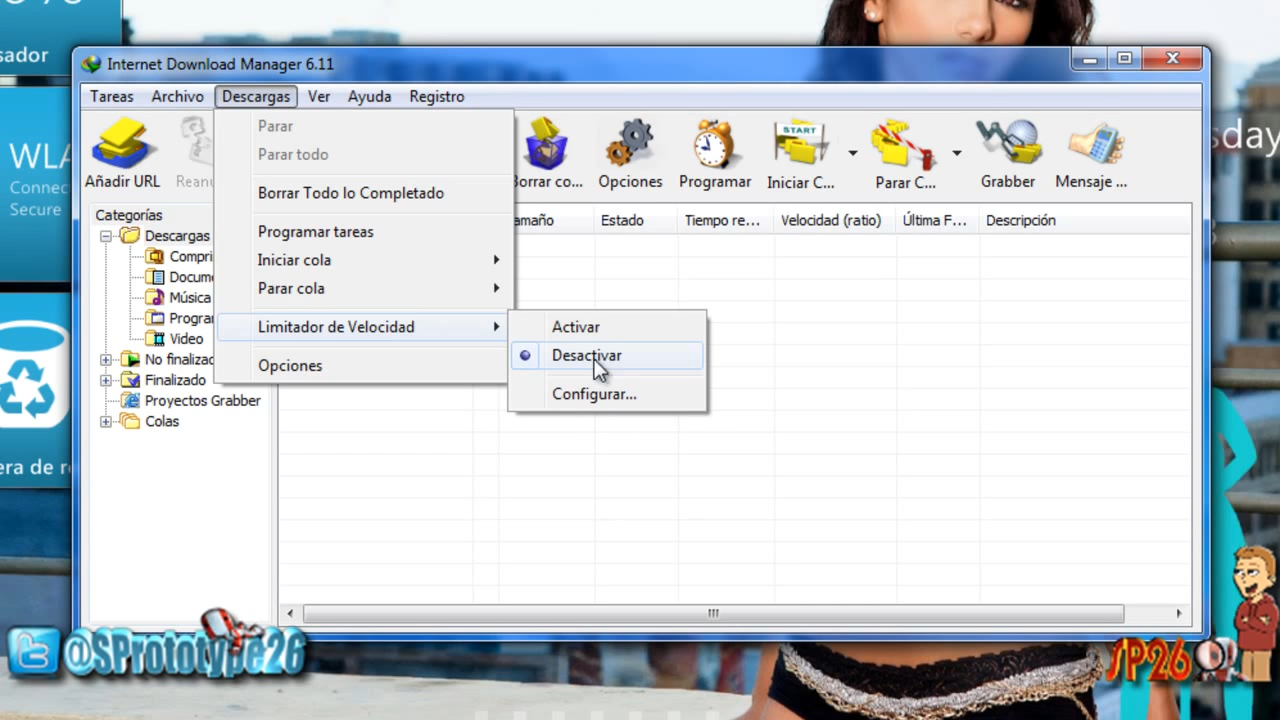 sador
Internet Download Manager 6.11
Tareas Archivo Descargas Ver Ayuda Registro
Añadir URL
Opciones
Programar
START
Iniciar C...
Parar C...
Grabber
Mensaje ...
Parar
Parar todo
Borrar Todo lo Completado
Programar tareas
Iniciar cola
Parar cola
Limitador de Velocidad
Opciones
Activar
Desactivar
Configurar...
Categorías
Descargas
Compri
Docume
Música
Progra
Video
No finalizad
Finalizado
Proyectos Grabber
Colas
amaño Estado Tiempo re... Velocidad (ratio) Última F... Descripción
Reanu
Borrar co...
WLA
Connec
Secure
sday
era de r
@SPrototype26
SP26